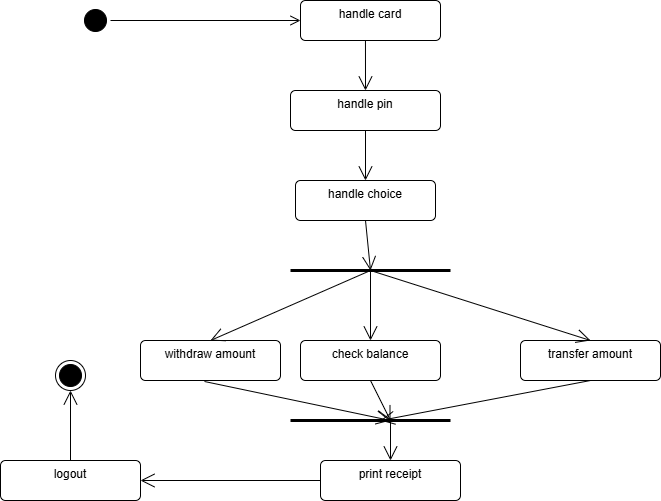 handle card
handle pin
handle choice
withdraw amount
check balance
transfer amount
logout
print receipt